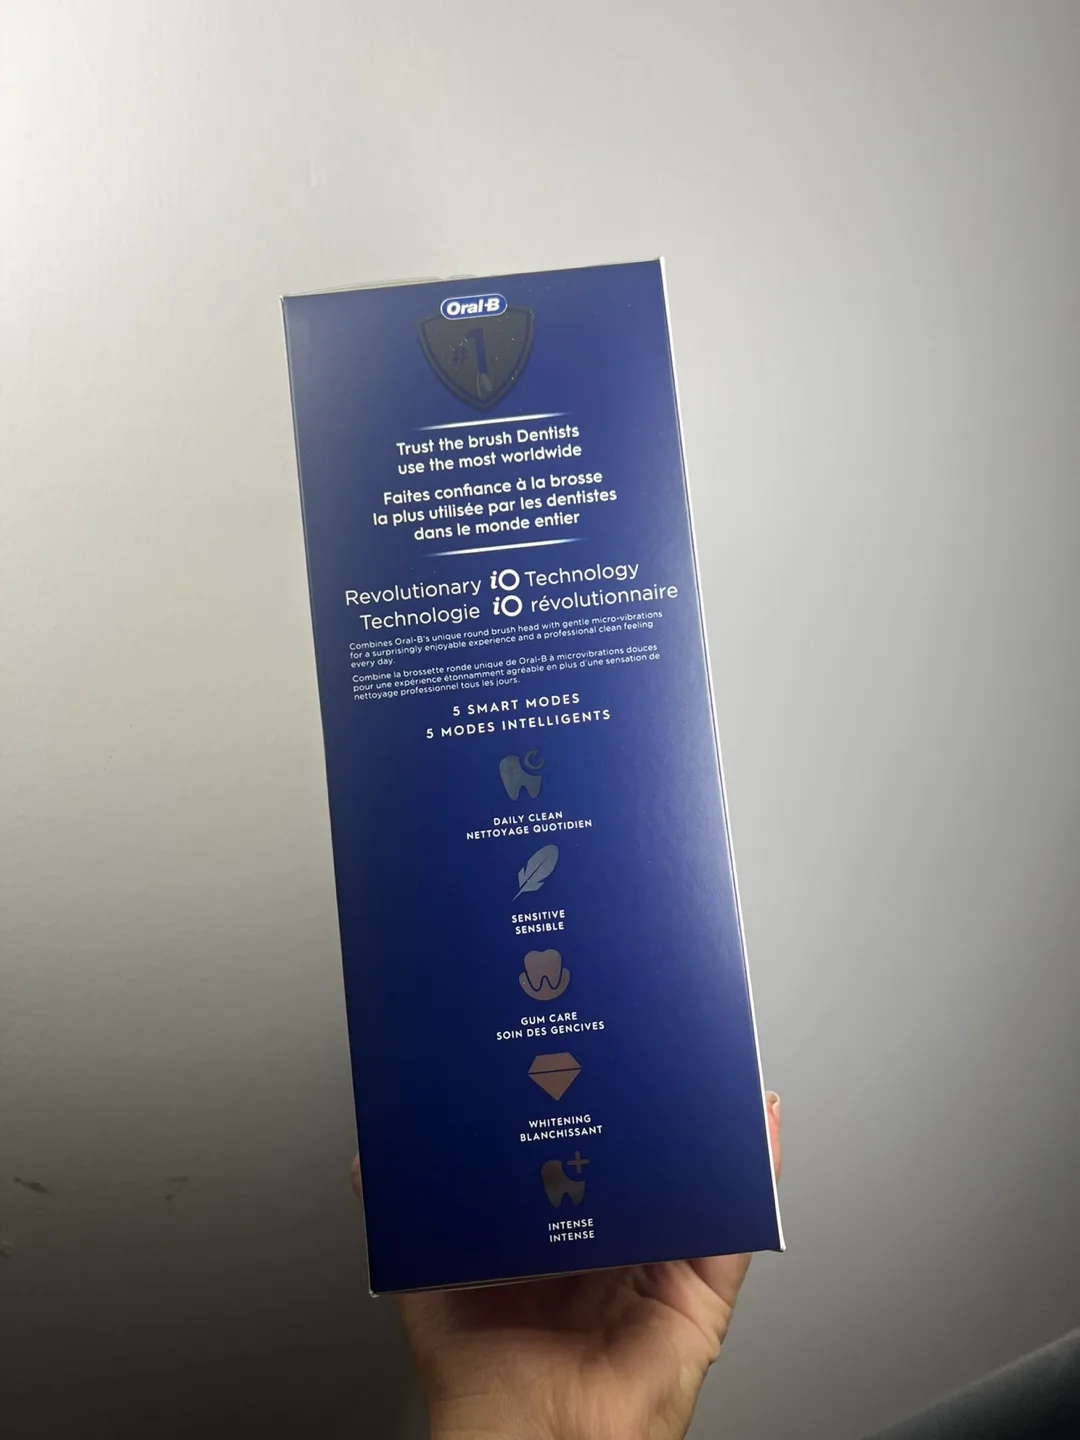 Oral-B
#1
Trust the brush Dentists
use the most worldwide
Faites confiance à la brosse
la plus utilisée par les dentistes
dans le monde entier
Revolutionary iO Technology
Technologie iO révolutionnaire
Combines Oral-B's unique round brush head with gentle micro-vibrations
for a surprisingly enjoyable experience and a professional clean feeling
every day.
Combine la brossette ronde unique de Oral-B à microvibrations douces
pour une expérience étonnamment agréable en plus d'une sensation de
nettoyage professionnel tous les jours.
5 SMART MODES
5 MODES INTELLIGENTS
DAILY CLEAN
NETTOYAGE QUOTIDIEN
SENSITIVE
SENSIBLE
GUM CARE
SOIN DES GENCIVES
WHITENING
BLANCHISSANT
INTENSE
INTENSE